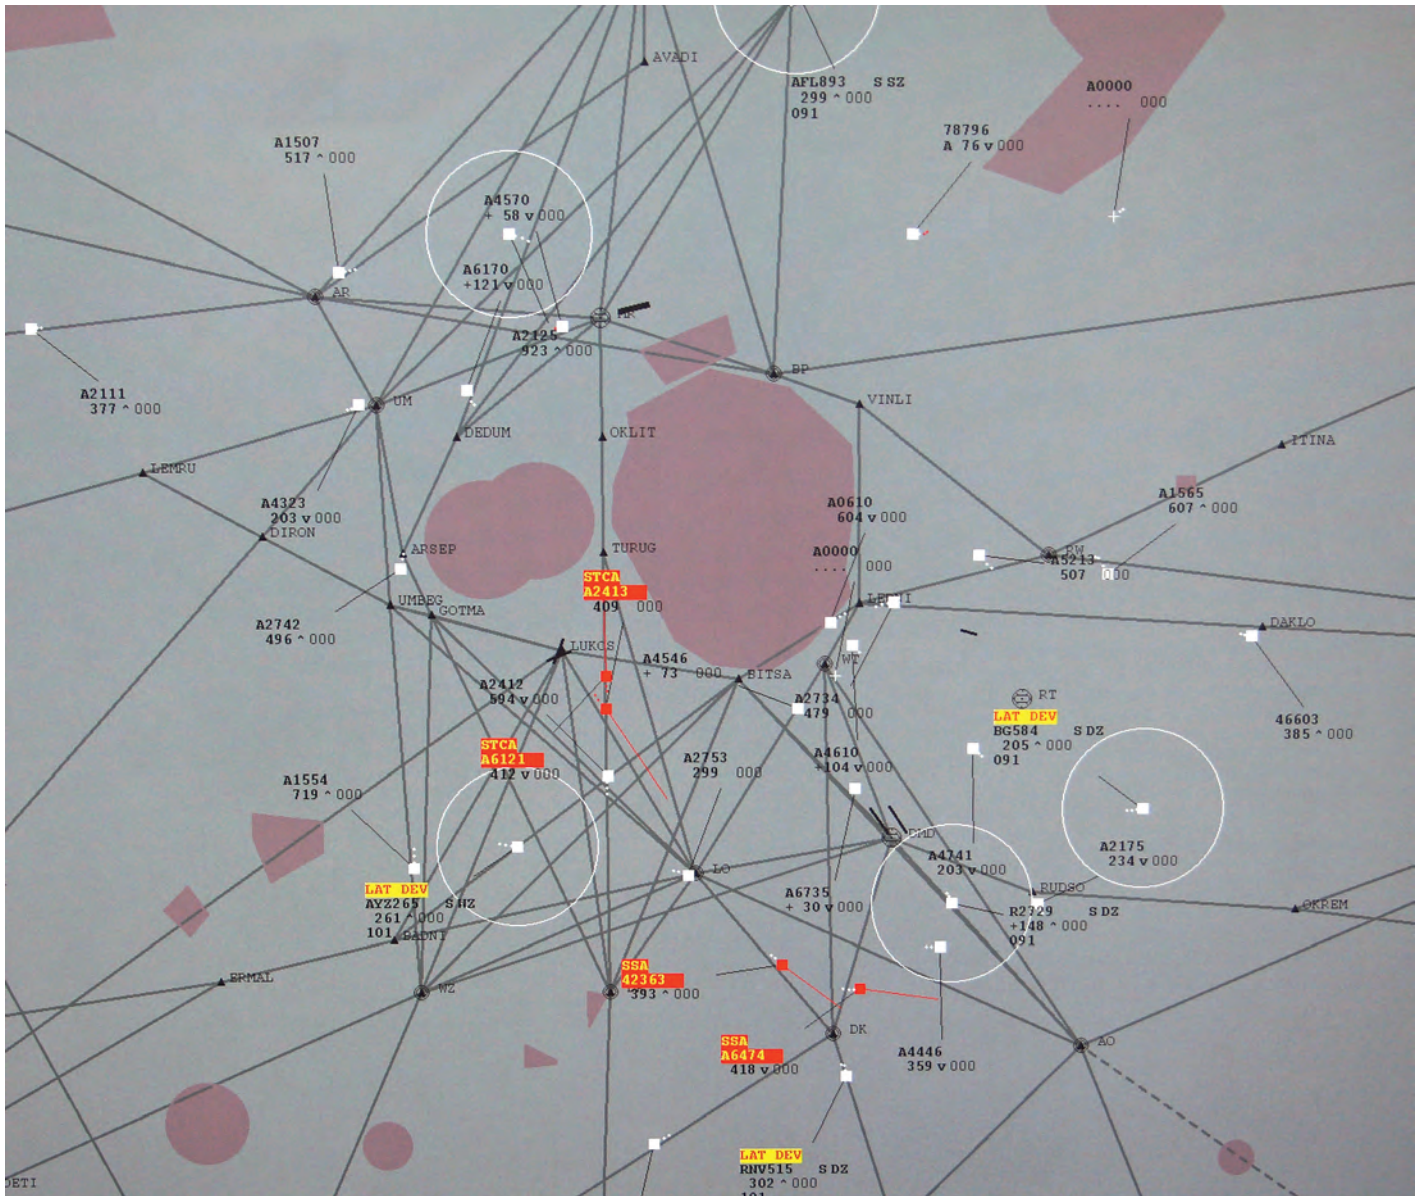 AVADI
AFL893 S SZ
299 ^ 000
091
A0000
.... 000
78796
A 76 v 000
A1507
517 ^ 000
A4570
+ 58 v 000
A6170
+121 v 000
AR
A2125
923 ^ 000
BP
A2111
377 ^ 000
UM
VINLI
DEDUM
OKLIT
ITINA
LEMRU
A4323
203 v 000
DIRON
A0610
604 v 000
A1565
607 ^ 000
ARSEP
TURUG
A0000
.... 000
RW
A5213
507 000
STCA
A2413
409 000
UMBEG
GOTMA
DAKLO
A2742
496 ^ 000
LUKOS
A4546
+ 73 000
BITSA
WT
A2412
594 v 000
A2734
479 000
RT
LAT DEV
BG584 S DZ
205 ^ 000
091
46603
385 ^ 000
STCA
A6121
412 v 000
A2753
299 000
A4610
+104 v 000
A1554
719 ^ 000
DMD
A2175
234 v 000
A4741
203 v 000
LO
LAT DEV
AYZ265
261 ^ 000
101
A6735
+ 30 v 000
RUDSO
OKREM
R2329 S DZ
+148 ^ 000
091
ERMAL
WZ
SSA
42363
393 ^ 000
DK
SSA
A6474
418 v 000
A4446
359 v 000
AO
LAT DEV
RNV515 S DZ
302 ^ 000
101